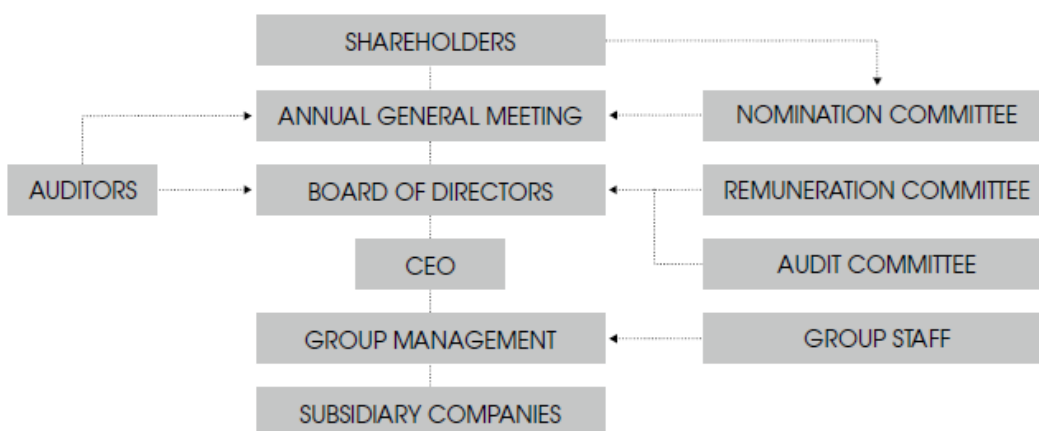 SHAREHOLDERS
ANNUAL GENERAL MEETING
NOMINATION COMMITTEE
AUDITORS
BOARD OF DIRECTORS
REMUNERATION COMMITTEE
CEO
AUDIT COMMITTEE
GROUP MANAGEMENT
GROUP STAFF
SUBSIDIARY COMPANIES